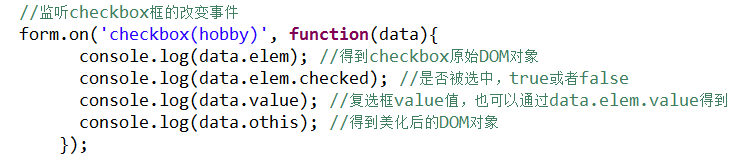 //监听checkbox框的改变事件
form.on('checkbox(hobby)', function(data){
console.log(data.elem); //得到checkbox原始DOM对象
console.log(data.elem.checked); //是否被选中，true或者false
console.log(data.value); //复选框value值，也可以通过data.elem.value得到
console.log(data.othis); //得到美化后的DOM对象
});